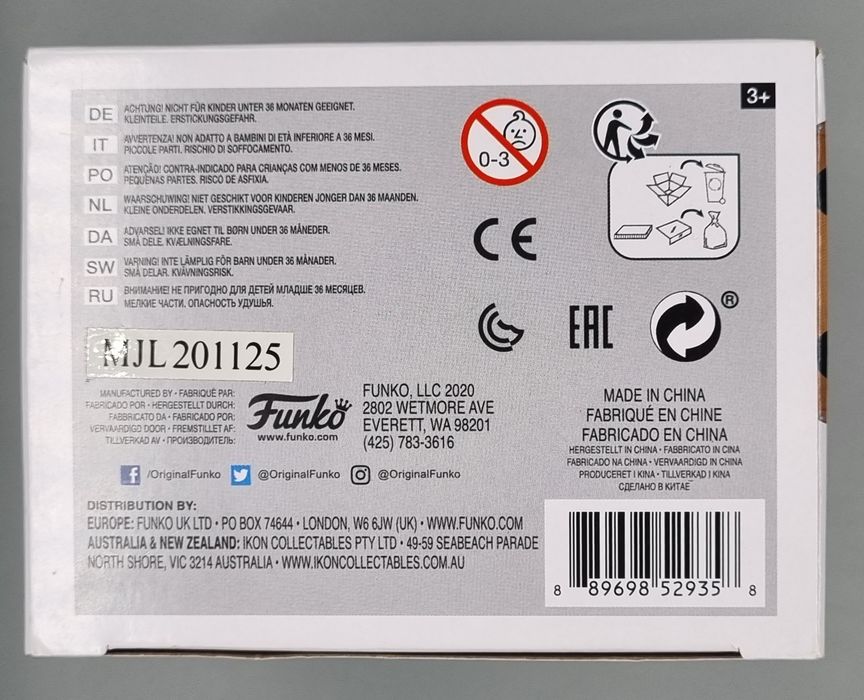 3+
DE ACHTUNG! NICHT FÜR KINDER UNTER 36 MONATEN GEEIGNET.
KLEINTEILE. ERSTICKUNGSGEFAHR.
IT AVVERTENZA! NON ADATTO A BAMBINI DI ETÀ INFERIORE A 36 MESI.
PICCOLE PARTI. RISCHIO DI SOFFOCAMENTO.
PO ATENÇÃO! CONTRA-INDICADO PARA CRIANÇAS COM MENOS DE 36 MESES.
PEQUENAS PARTES. RISCO DE ASFIXIA.
NL WAARSCHUWING! NIET GESCHIKT VOOR KINDEREN JONGER DAN 36 MAANDEN.
KLEINE ONDERDELEN. VERSTIKKINGSGEVAAR.
DA ADVARSEL! IKKE EGNET TIL BØRN UNDER 36 MÅNEDER.
SMÅ DELE. KVÆLNINGSFARE.
SW VARNING! INTE LÄMPLIG FÖR BARN UNDER 36 MÅNADER.
SMÅ DELAR. KVÄVNINGSRISK.
RU ВНИМАНИЕ! НЕ ПРИГОДНО ДЛЯ ДЕТЕЙ МЛАДШЕ 36 МЕСЯЦЕВ.
МЕЛКИЕ ЧАСТИ. ОПАСНОСТЬ УДУШЬЯ.
0-3
CE
EAC
®
MJL 201125
MANUFACTURED BY • FABRIQUÉ PAR:
FABRICADO POR • HERGESTELLT DURCH:
FABBRICATO DA • FABRICADO POR:
VERVAARDIGD DOOR • FREMSTILLET AF:
TILLVERKAD AV • ПРОИЗВОДИТЕЛЬ:
Funko
www.funko.com
FUNKO, LLC 2020
2802 WETMORE AVE
EVERETT, WA 98201
(425) 783-3616
MADE IN CHINA
FABRIQUÉ EN CHINE
FABRICADO EN CHINA
HERGESTELLT IN CHINA • FABBRICATO IN CINA
FABRICADO NA CHINA • VERVAARDIGD IN CHINA
PRODUCERET I KINA • TILLVERKAD I KINA
СДЕЛАНО В КИТАЕ
f /OriginalFunko @OriginalFunko @OriginalFunko
DISTRIBUTION BY:
EUROPE: FUNKO UK LTD • PO BOX 74644 • LONDON, W6 6JW (UK) • WWW.FUNKO.COM
AUSTRALIA & NEW ZEALAND: IKON COLLECTABLES PTY LTD • 49-59 SEABEACH PARADE
NORTH SHORE, VIC 3214 AUSTRALIA • WWW.IKONCOLLECTABLES.COM.AU
8 89698 52935 8